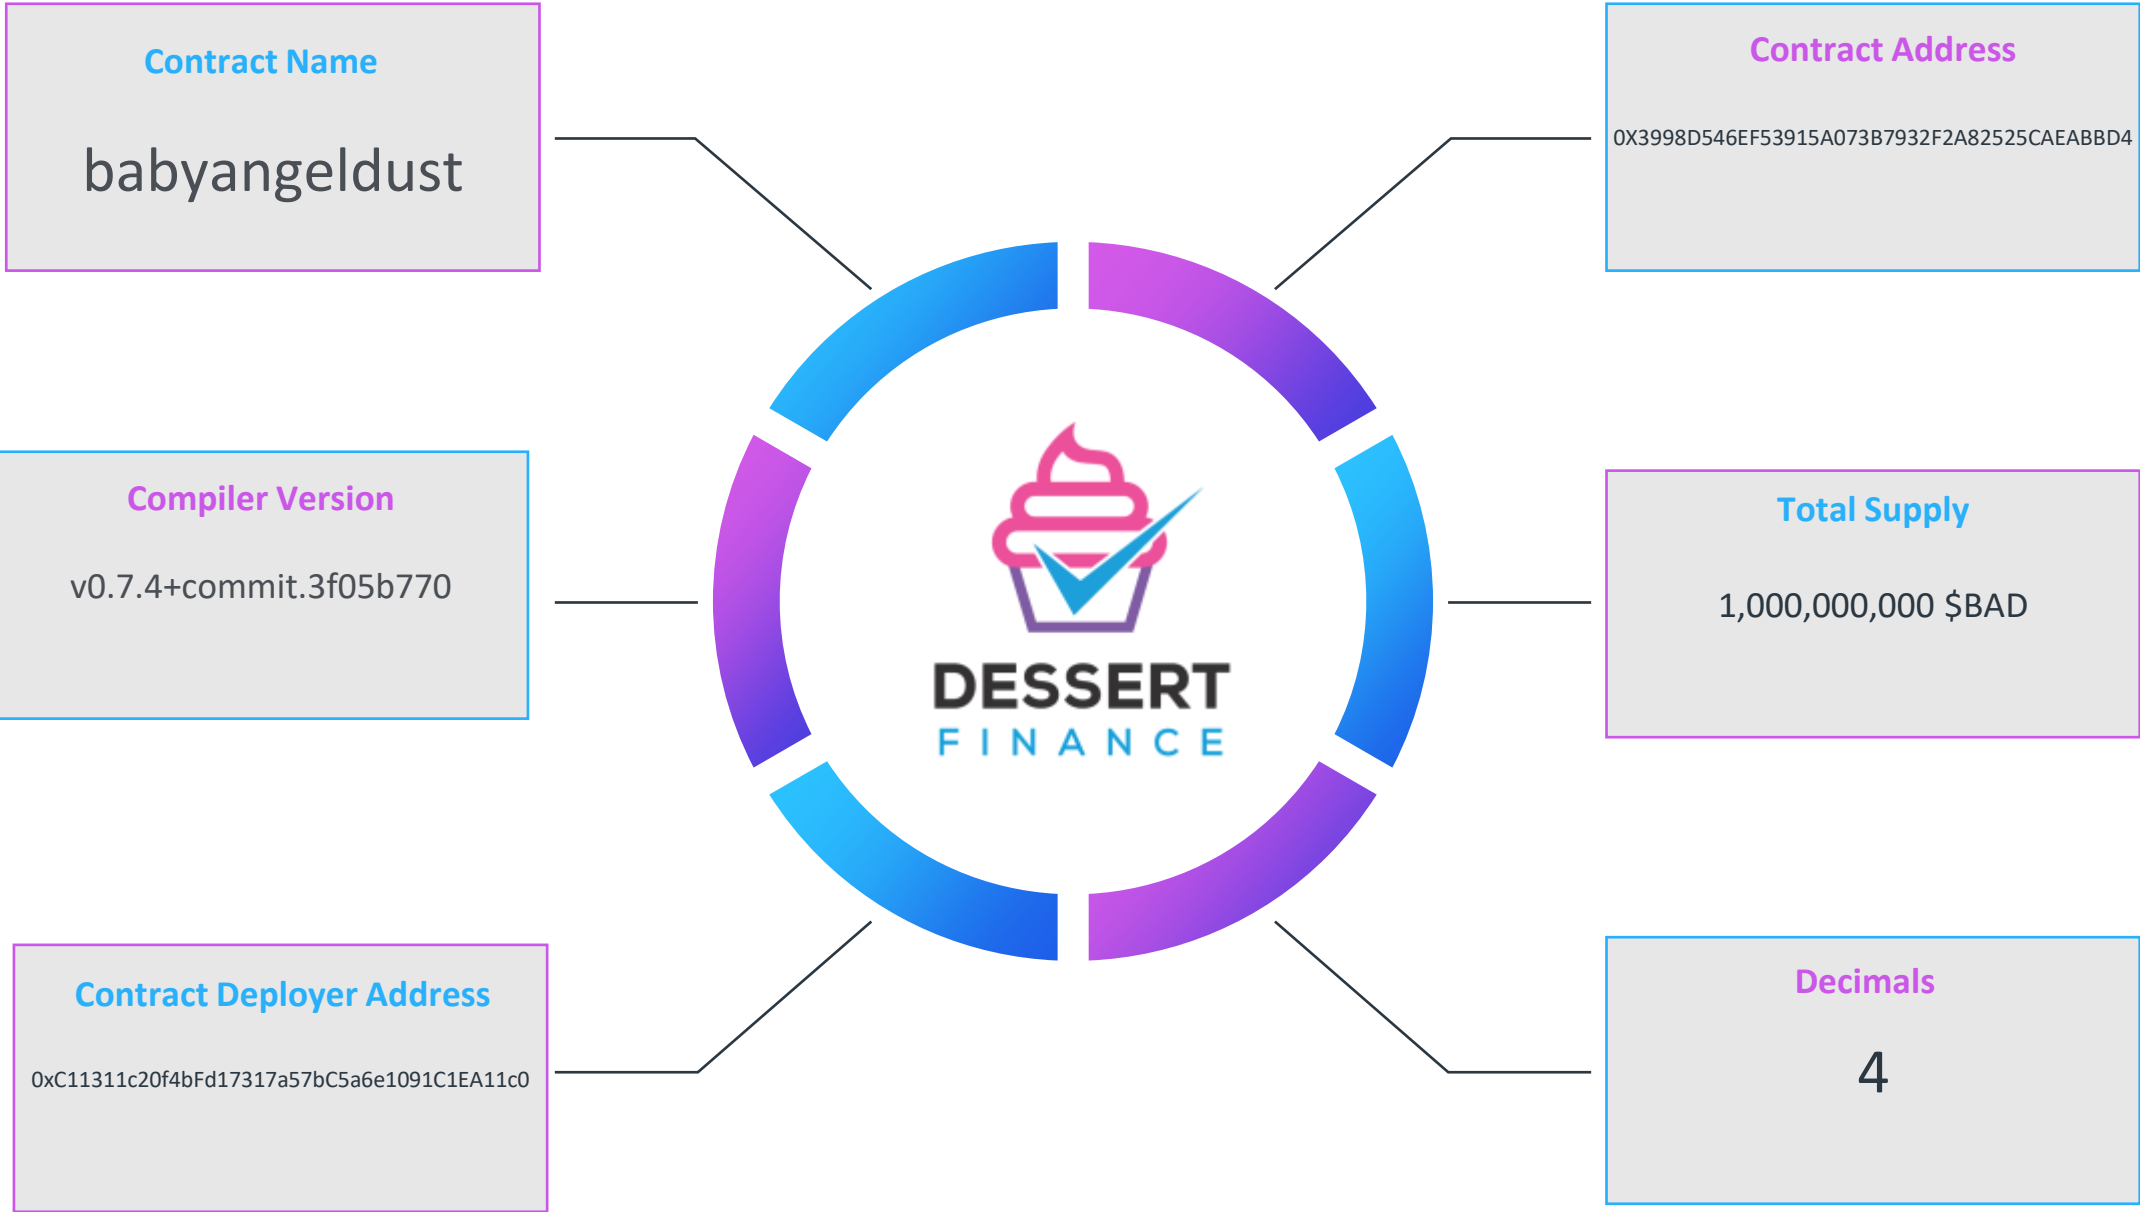 Contract Name
babyangeldust
Contract Address
0X3998D546EF53915A073B7932F2A82525CAEABBD4
Compiler Version
v0.7.4+commit.3f05b770
DESSERT
FINANCE
Total Supply
1,000,000,000 $BAD
Contract Deployer Address
0xC11311c20f4bFd17317a57bC5a6e1091C1EA11c0
Decimals
4